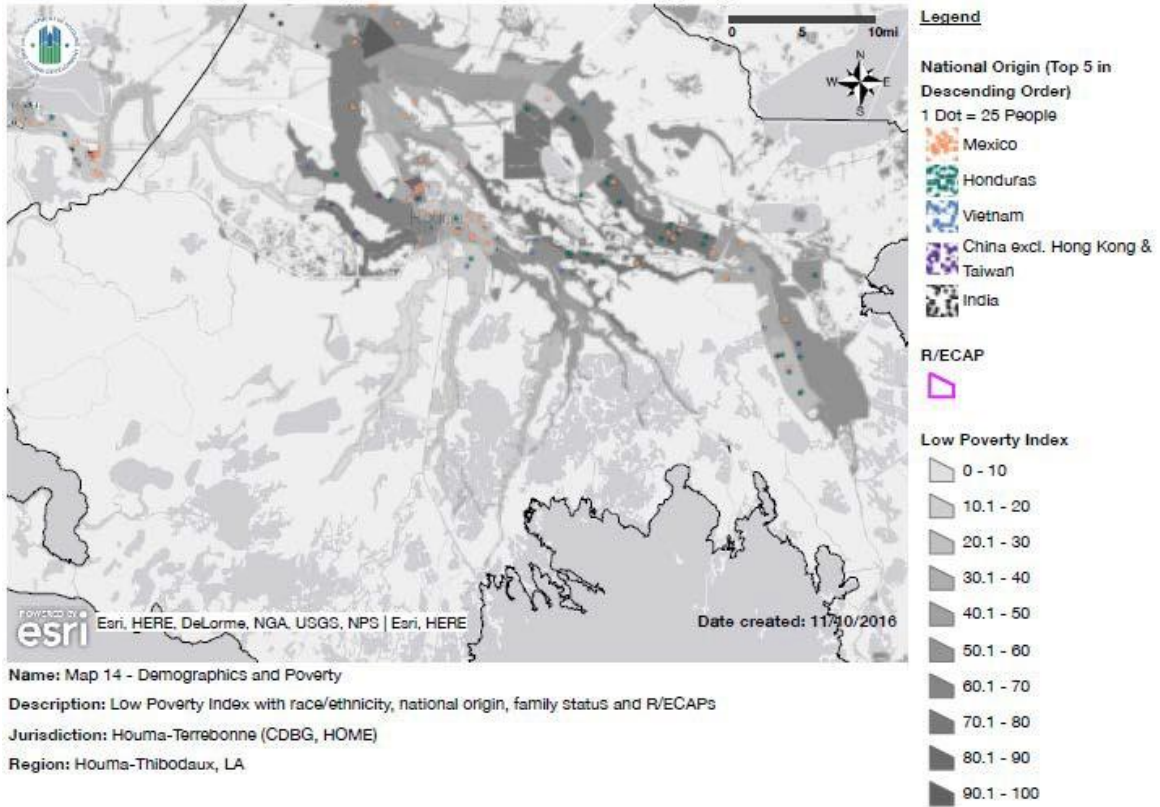 0 5 10mi
N
W E
S
POWERED BY
esri
Esri, HERE, DeLorme, NGA, USGS, NPS | Esri, HERE
Date created: 11/10/2016
Name: Map 14 - Demographics and Poverty
Description: Low Poverty Index with race/ethnicity, national origin, family status and R/ECAPs
Jurisdiction: Houma-Terrebonne (CDBG, HOME)
Region: Houma-Thibodaux, LA
Legend
National Origin (Top 5 in
Descending Order)
1 Dot = 25 People
Mexico
Honduras
Vietnam
China excl. Hong Kong &
Taiwan
India
R/ECAP
Low Poverty Index
0 - 10
10.1 - 20
20.1 - 30
30.1 - 40
40.1 - 50
50.1 - 60
60.1 - 70
70.1 - 80
80.1 - 90
90.1 - 100